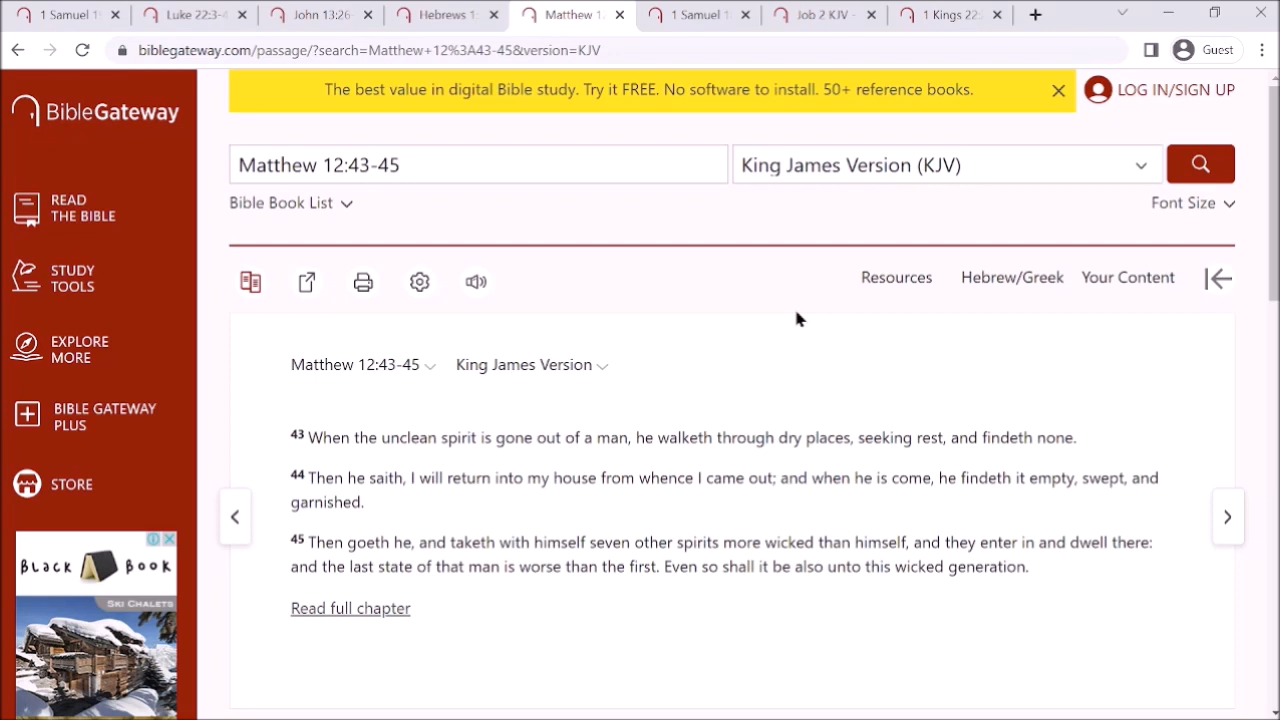 1 Samuel 1
Luke 22:3-4
John 13:26-
Hebrews 1
Matthew 1
1 Samuel 1
Job 2 KJV -
1 Kings 22:
biblegateway.com/passage/?search=Matthew+12%3A43-45&version=KJV
Guest
BibleGateway
The best value in digital Bible study. Try it FREE. No software to install. 50+ reference books.
LOG IN/SIGN UP
Matthew 12:43-45
King James Version (KJV)
Bible Book List
Font Size
READ
THE BIBLE
STUDY
TOOLS
EXPLORE
MORE
BIBLE GATEWAY
PLUS
STORE
Resources
Hebrew/Greek
Your Content
Matthew 12:43-45
King James Version
43 When the unclean spirit is gone out of a man, he walketh through dry places, seeking rest, and findeth none.
44 Then he saith, I will return into my house from whence I came out; and when he is come, he findeth it empty, swept, and
garnished.
45 Then goeth he, and taketh with himself seven other spirits more wicked than himself, and they enter in and dwell there:
and the last state of that man is worse than the first. Even so shall it be also unto this wicked generation.
Read full chapter
BLACK BOOK
SKI CHALETS